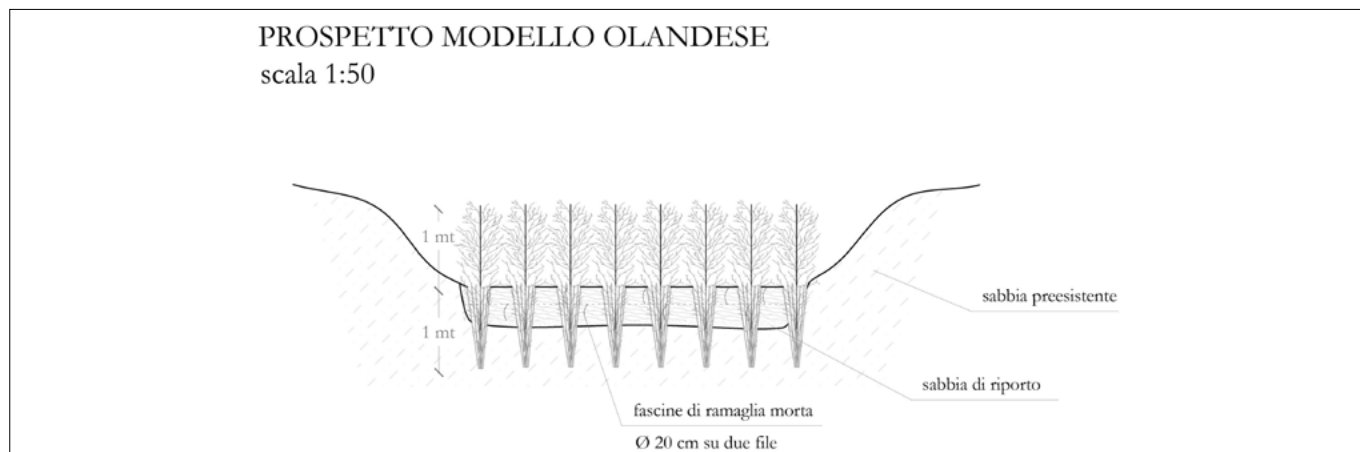 PROSPETTO MODELLO OLANDESE
scala 1:50
1 mt
1 mt
sabbia preesistente
sabbia di riporto
fascine di ramaglia morta
Ø 20 cm su due file